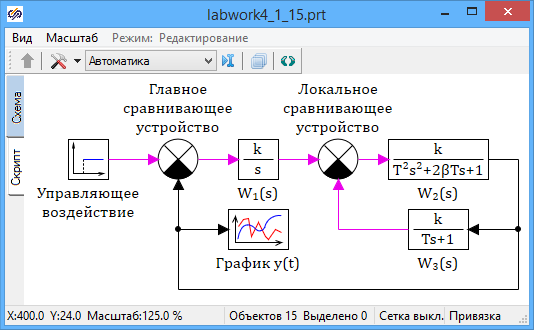 labwork4_1_15.prt
Вид Масштаб Режим: Редактирование
Автоматика
Схема
Скрипт
Главное
сравнивающее
устройство
Локальное
сравнивающее
устройство
Управляющее
воздействие
k
s
W₁(s)
k
T²s²+2βTs+1
W₂(s)
График y(t)
k
Ts+1
W₃(s)
X:400.0 Y:24.0 Масштаб:125.0 % Объектов 15 Выделено 0 Сетка выкл. Привязка